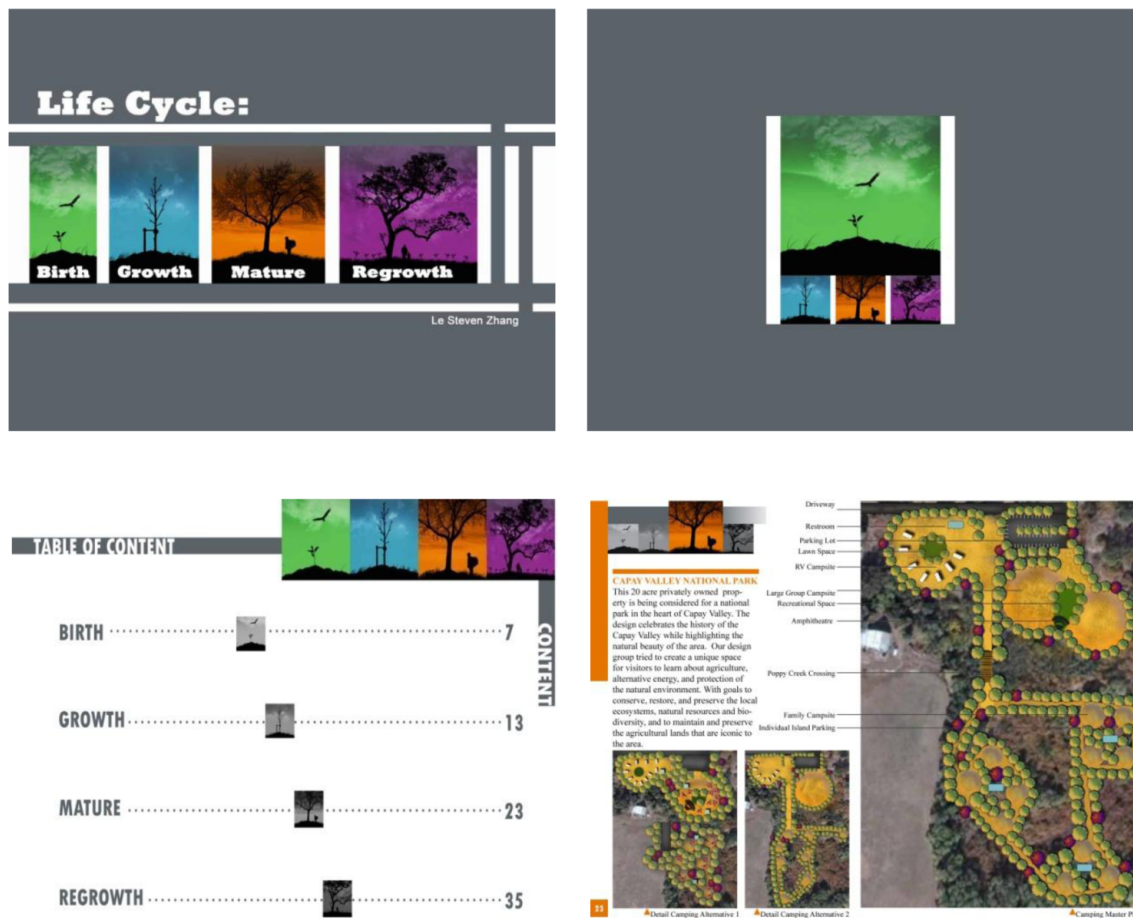 Life Cycle:
Birth
Growth
Mature
Regrowth
Le Steven Zhang
TABLE OF CONTENT
CONTENT
BIRTH 7
GROWTH 13
MATURE 23
REGROWTH 35
CAPAY VALLEY NATIONAL PARK
This 20 acre privately owned prop-
erty is being considered for a national
park in the heart of Capay Valley. The
design celebrates the history of the
Capay Valley while highlighting the
natural beauty of the area. Our design
group tried to create a unique space
for visitors to learn about agriculture,
alternative energy, and protection of
the natural environment. With goals to
conserve, restore, and preserve the local
ecosystems, natural resources and bio-
diversity, and to maintain and preserve
the agricultural lands that are iconic to
the area.
Driveway
Restroom
Parking Lot
Lawn Space
RV Campsite
Large Group Campsite
Recreational Space
Amphitheatre
Poppy Creek Crossing
Family Campsite
Individual Island Parking
Detail Camping Alternative 1
Detail Camping Alternative 2
Camping Master